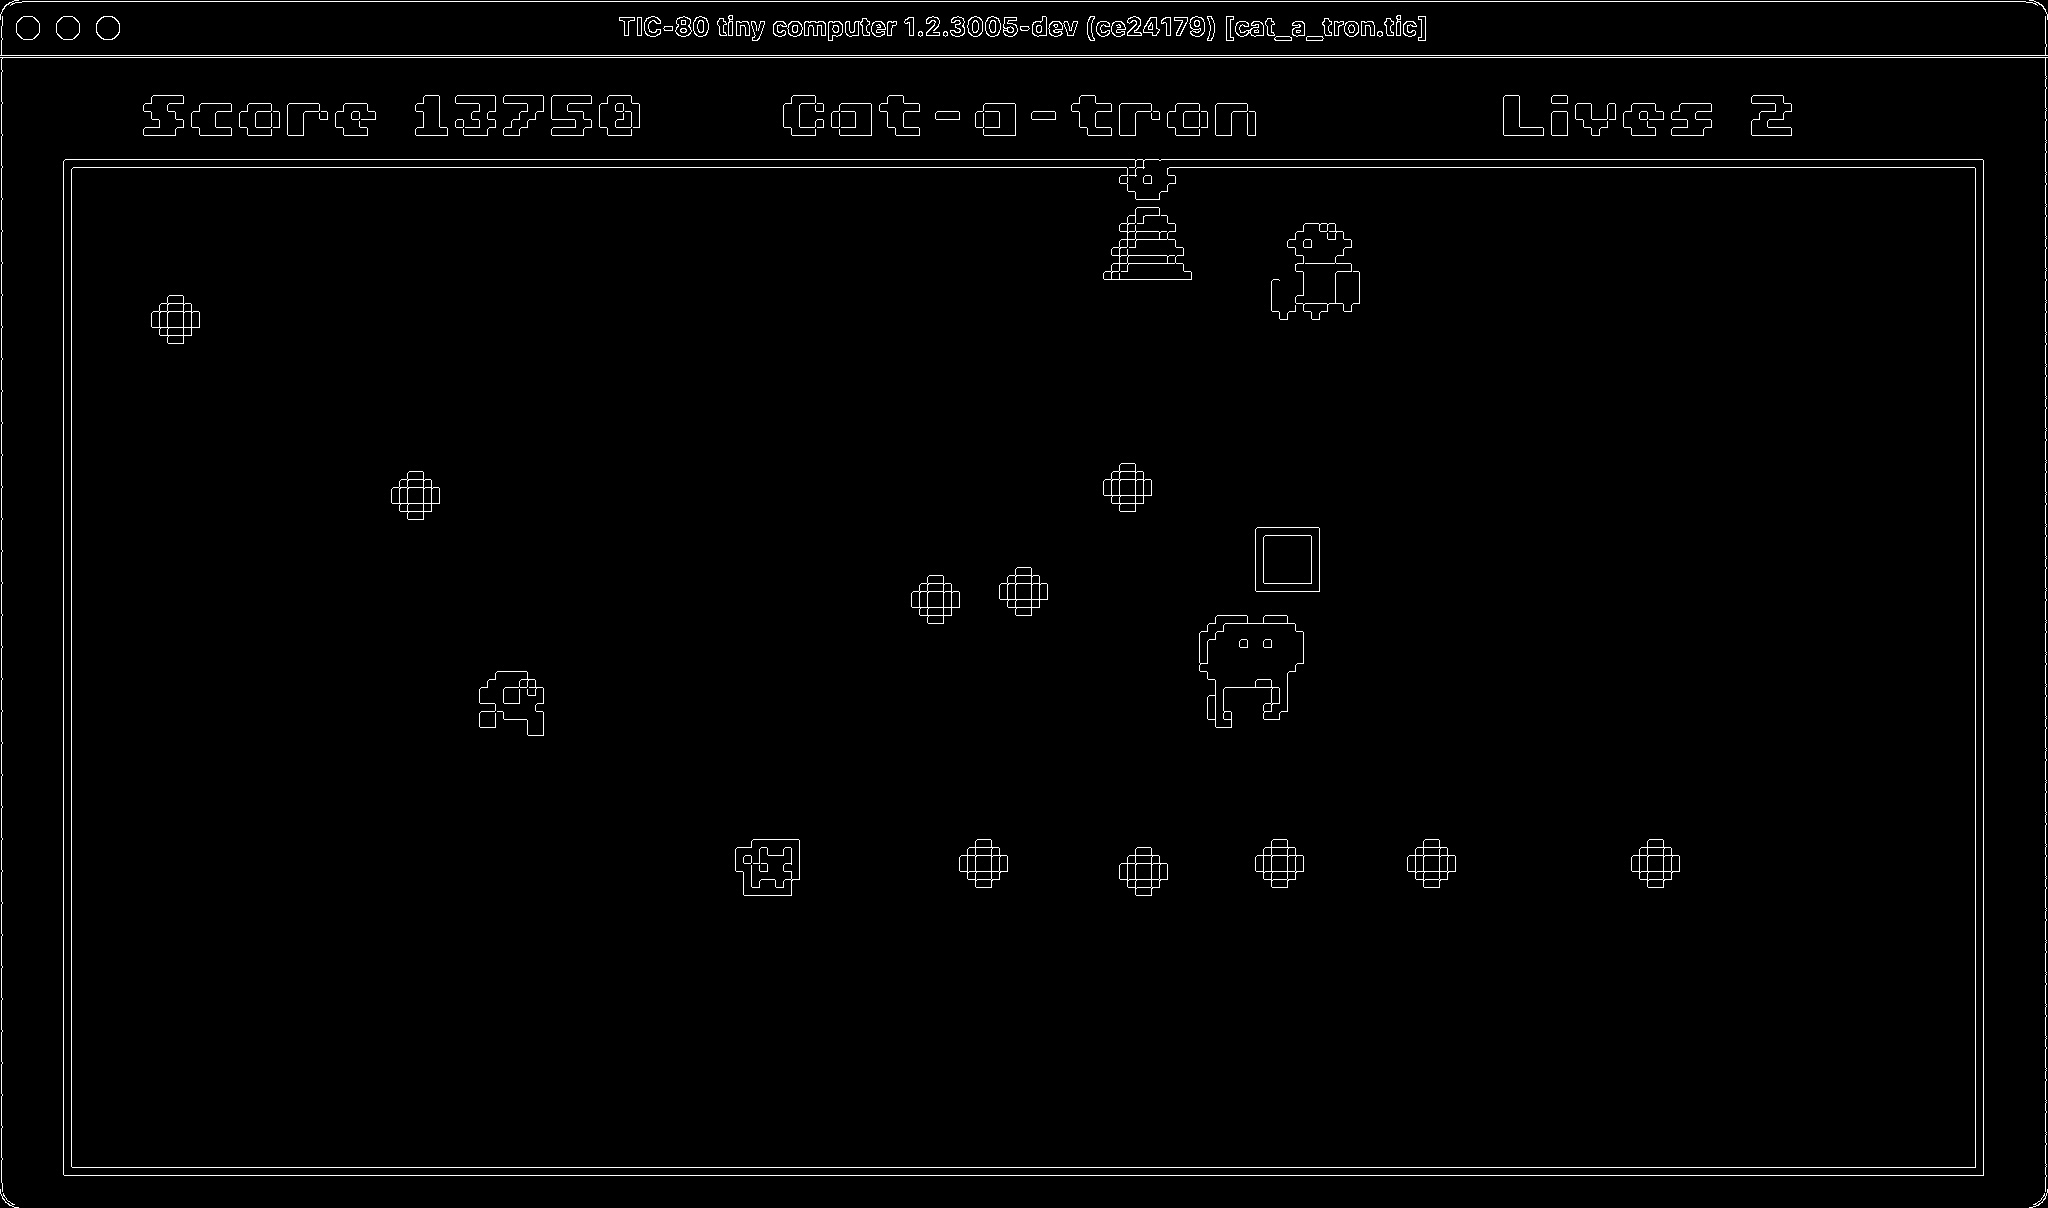 TIC-80 tiny computer 1.2.3005-dev (ce24179) [cat_a_tron.tic]
Score 13750 Cat-a-tron Lives 2